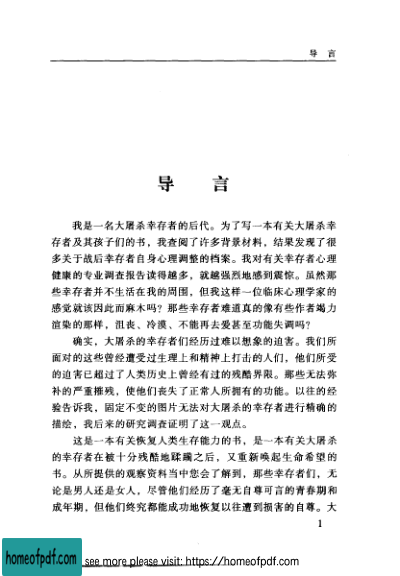 导 言
导 言
我是一名大屠杀幸存者的后代。为了写一本有关大屠杀幸
存者及其孩子们的书，我查阅了许多背景材料，结果发现了很
多关于战后幸存者自身心理调整的档案。我对有关幸存者心理
健康的专业调查报告读得越多，就越强烈地感到震惊。虽然那
些幸存者并不生活在我的周围，但我这样一位临床心理学家的
感觉就该因此而麻木吗？那些幸存者难道真的像有些作者竭力
渲染的那样，沮丧、冷漠、不能再去爱甚至功能失调吗？
确实，大屠杀的幸存者们经历过难以想象的迫害。我们所
面对的这些曾经遭受过生理上和精神上打击的人们，他们所受
的迫害已超过了人类历史上曾经有过的残酷界限。那些无法弥
补的严重摧残，使他们丧失了正常人所拥有的功能。以往的经
验告诉我，固定不变的图片无法对大屠杀的幸存者进行精确的
描绘，我后来的研究调查证明了这一观点。
这是一本有关恢复人类生存能力的书，是一本有关大屠杀
的幸存者在被十分残酷地蹂躏之后，又重新唤起生命希望的
书。从所提供的观察资料当中您会了解到，那些幸存者们，无
论是男人还是女人，尽管他们经历了毫无自尊可言的青春期和
成年期，但他们终究都能成功地恢复以往遭到损害的自尊。大
1
homeofpdf.com
see more please visit: https://homeofpdf.com